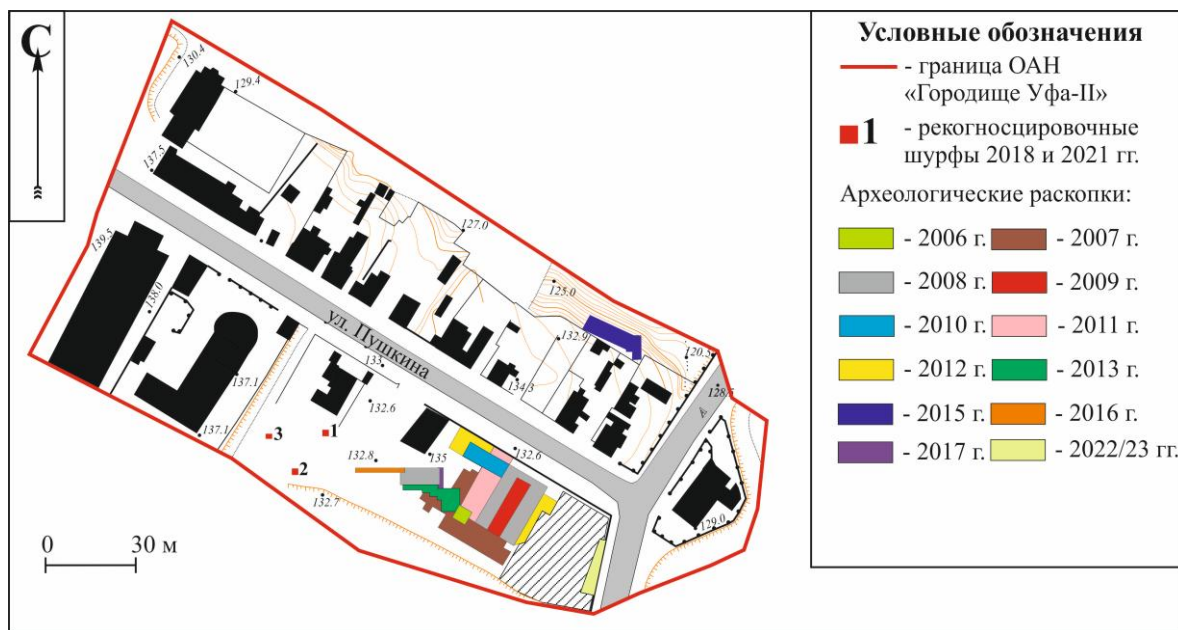 С
130.4
129.4
137.5
139.5
138.0
127.0
125.0
ул. Пушкина
132.9
120.5
133
134.3
128.5
137.1
132.6
137.1
3
1
2
132.8
135
132.6
132.7
129.0
0 30 м
Условные обозначения
- граница ОАН
«Городище Уфа-II»
1 - рекогносцировочные
шурфы 2018 и 2021 гг.
Археологические раскопки:
- 2006 г. - 2007 г.
- 2008 г. - 2009 г.
- 2010 г. - 2011 г.
- 2012 г. - 2013 г.
- 2015 г. - 2016 г.
- 2017 г. - 2022/23 гг.